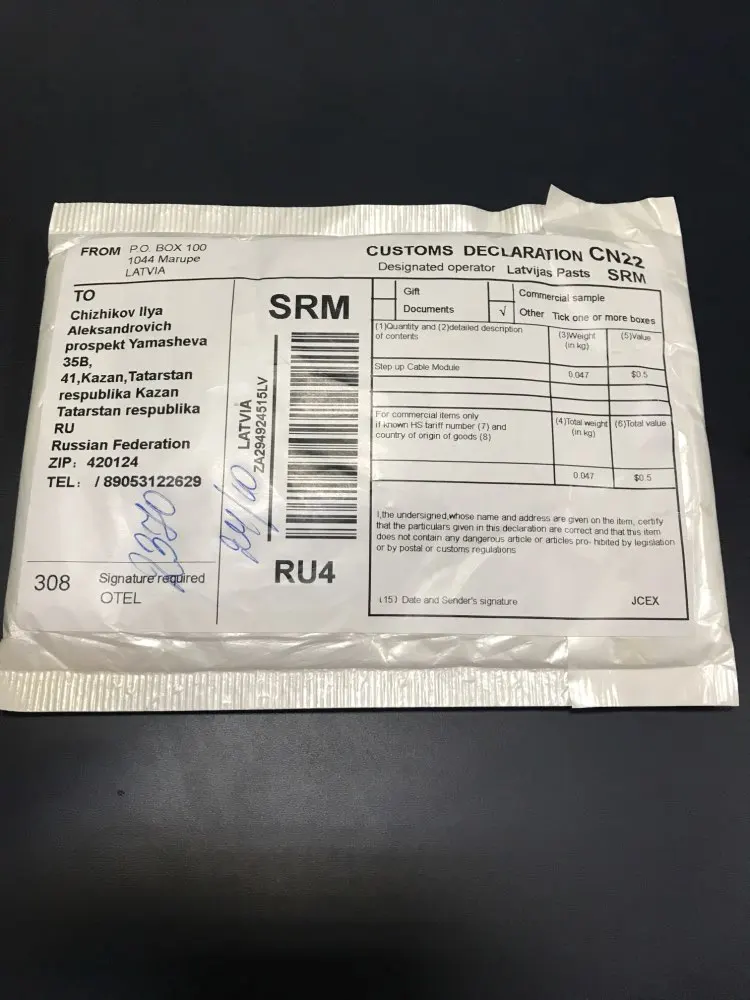 FROM P.O. BOX 100
1044 Marupe
LATVIA
TO
Chizhikov Ilya
Aleksandrovich
prospekt Yamasheva
35B,
41,Kazan,Tatarstan
respublika Kazan
Tatarstan respublika
RU
Russian Federation
ZIP: 420124
TEL: / 89053122629
308
Signature required
OTEL
SRM
LATVIA
ZA294924515LV
RU4
2370
24/10
CUSTOMS DECLARATION CN22
Designated operator Latvijas Pasts SRM
Gift
Commercial sample
Documents
√ Other Tick one or more boxes
(1)Quantity and (2)detailed description
of contents
(3)Weight
(in kg)
(5)Value
Step up Cable Module
0.047
$0.5
For commercial items only
if known HS tariff number (7) and
country of origin of goods (8)
(4)Total weight
(in kg)
(6)Total value
0.047
$0.5
I,the undersigned,whose name and address are given on the item, certify
that the particulars given in this declaration are correct and that this item
does not contain any dangerous article or articles pro- hibited by legislation
or by postal or customs regulations
(15) Date and Sender's signature
JCEX